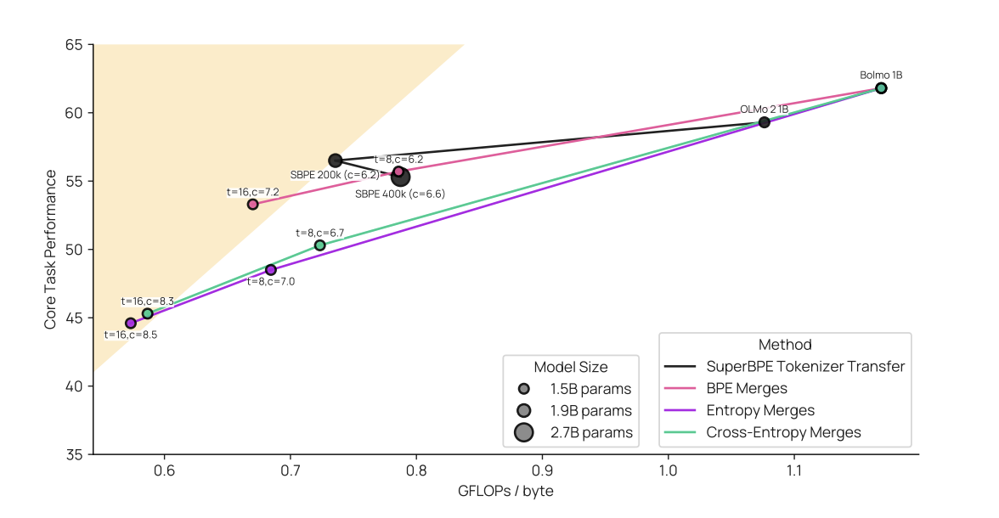 65
60
55
50
45
40
35
Core Task Performance
0.6
0.7
0.8
0.9
1.0
1.1
GFLOPs / byte
Bolmo 1B
OLMo 2 1B
t=8,c=6.2
SBPE 200k (c=6.2)
SBPE 400k (c=6.6)
t=16,c=7.2
t=8,c=6.7
t=8,c=7.0
t=16,c=8.3
t=16,c=8.5
Model Size
1.5B params
1.9B params
2.7B params
Method
SuperBPE Tokenizer Transfer
BPE Merges
Entropy Merges
Cross-Entropy Merges